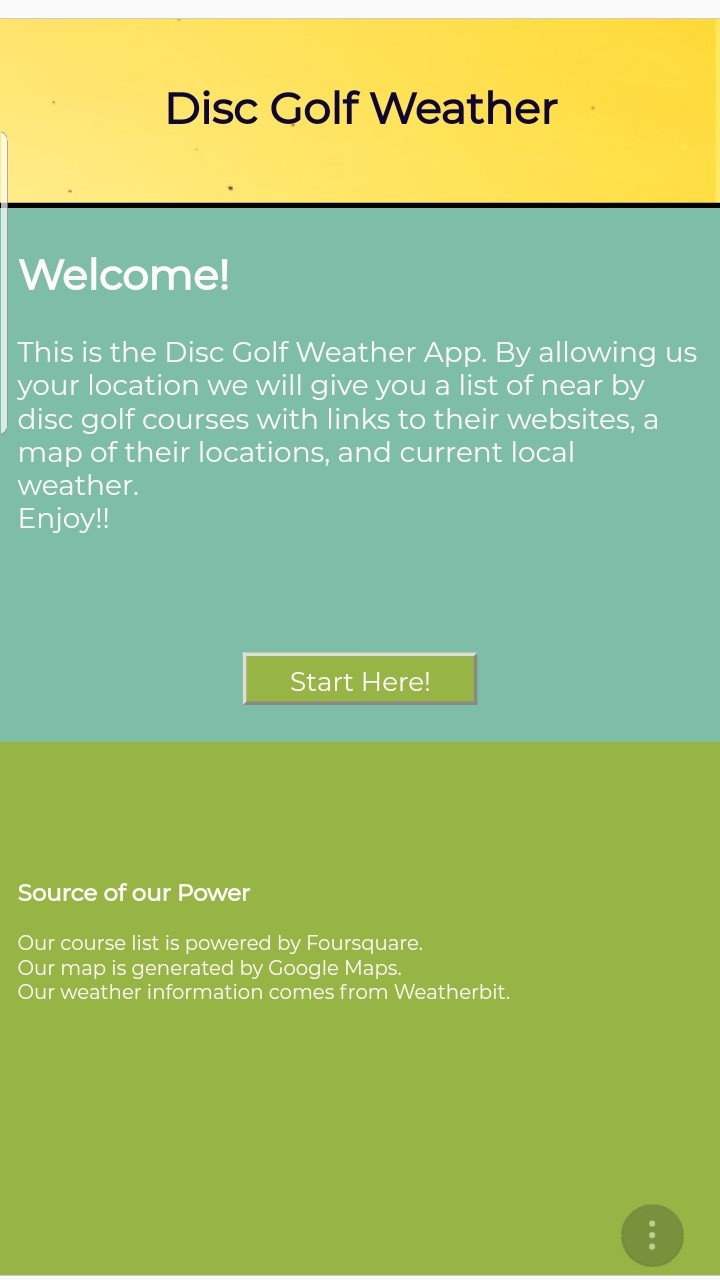 Disc Golf Weather
Welcome!
This is the Disc Golf Weather App. By allowing us
your location we will give you a list of near by
disc golf courses with links to their websites, a
map of their locations, and current local
weather.
Enjoy!!
Start Here!
Source of our Power
Our course list is powered by Foursquare.
Our map is generated by Google Maps.
Our weather information comes from Weatherbit.